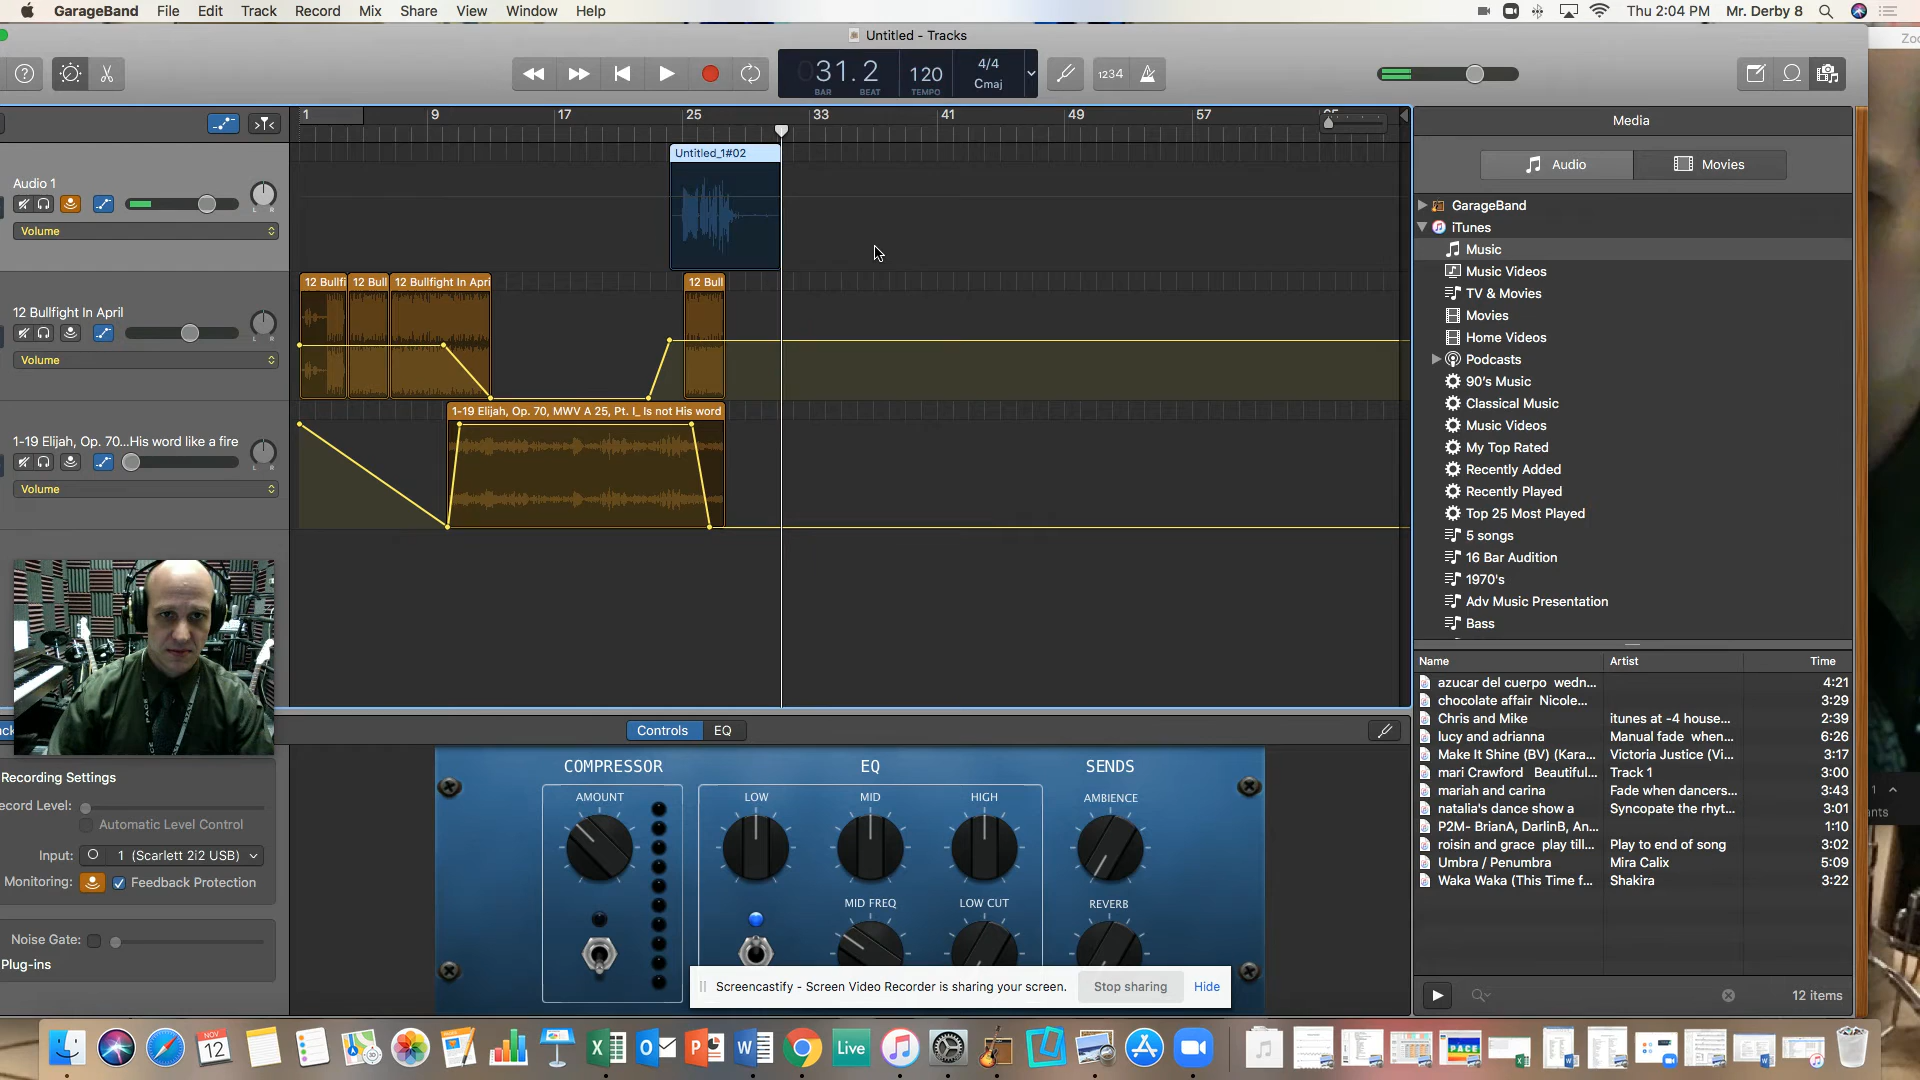 GarageBand File Edit Track Record Mix Share View Window Help
Thu 2:04 PM Mr. Derby 8
Untitled - Tracks
031.2 120 4/4 Cmaj
BAR BEAT TEMPO
1234
1 9 17 25 33 41 49 57 65
Untitled_1#02
Audio 1
Volume
12 Bullfi 12 Bull 12 Bullfight In Apri 12 Bull
12 Bullfight In April
Volume
1-19 Elijah, Op. 70, MWV A 25, Pt. I_ Is not His word
1-19 Elijah, Op. 70...His word like a fire
Volume
Media
Audio Movies
GarageBand
iTunes
Music
Music Videos
TV & Movies
Movies
Home Videos
Podcasts
90's Music
Classical Music
Music Videos
My Top Rated
Recently Added
Recently Played
Top 25 Most Played
5 songs
16 Bar Audition
1970's
Adv Music Presentation
Bass
Name Artist Time
azucar del cuerpo wedn... 4:21
chocolate affair Nicole... 3:29
Chris and Mike itunes at -4 house... 2:39
lucy and adrianna Manual fade when... 6:26
Make It Shine (BV) (Kara... Victoria Justice (Vi... 3:17
mari Crawford Beautiful... Track 1 3:00
mariah and carina Fade when dancers... 3:43
natalia's dance show a Syncopate the rhyt... 3:01
P2M- BrianA, DarlinB, An... 1:10
roisin and grace play till... Play to end of song 3:02
Umbra / Penumbra Mira Calix 5:09
Waka Waka (This Time f... Shakira 3:22
12 items
Controls EQ
COMPRESSOR EQ SENDS
AMOUNT LOW MID HIGH AMBIENCE
MID FREQ LOW CUT REVERB
Recording Settings
ecord Level:
Automatic Level Control
Input: 1 (Scarlett 2i2 USB)
Monitoring: Feedback Protection
Noise Gate:
Plug-ins
Screencastify - Screen Video Recorder is sharing your screen. Stop sharing Hide
NOV 12
Live
PACE